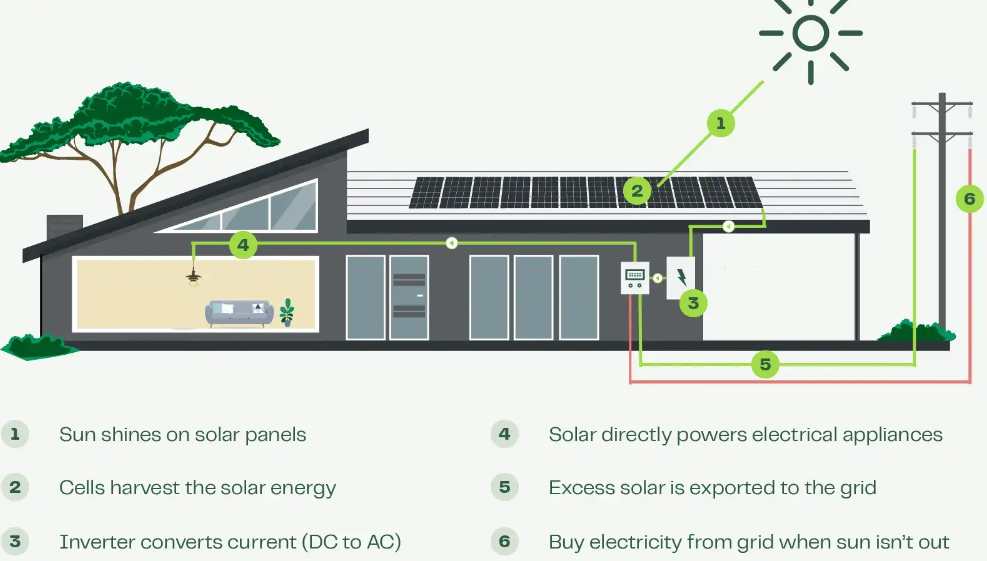 1
2
4
6
3
5
1 Sun shines on solar panels
2 Cells harvest the solar energy
3 Inverter converts current (DC to AC)
4 Solar directly powers electrical appliances
5 Excess solar is exported to the grid
6 Buy electricity from grid when sun isn’t out